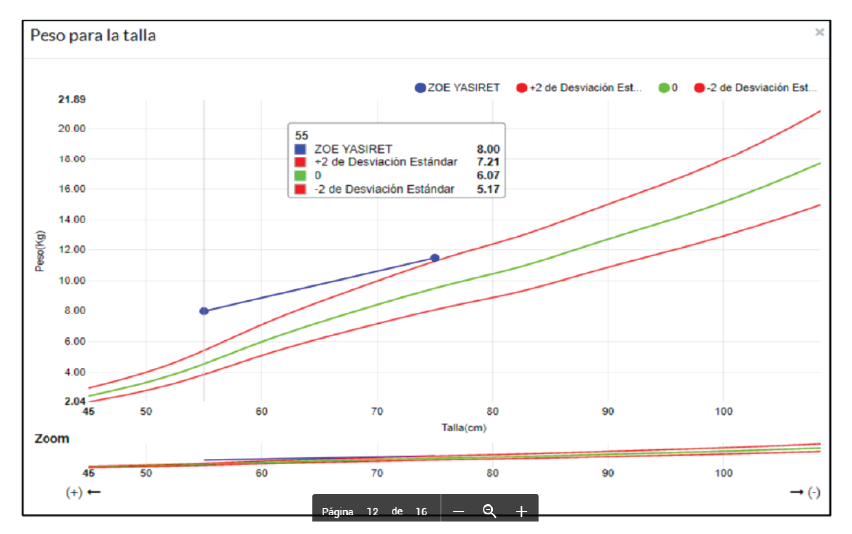 Peso para la talla ×
ZOE YASIRET +2 de Desviación Est... 0 -2 de Desviación Est...
21.89
20.00
18.00
16.00
14.00
12.00
10.00
8.00
6.00
4.00
2.04
Peso(Kg)
55
ZOE YASIRET 8.00
+2 de Desviación Estándar 7.21
0 6.07
-2 de Desviación Estándar 5.17
45 50 60 70 80 90 100
Talla(cm)
Zoom
45 50 60 70 80 90 100
(+) ← → (-)
Página 12 de 16 — +